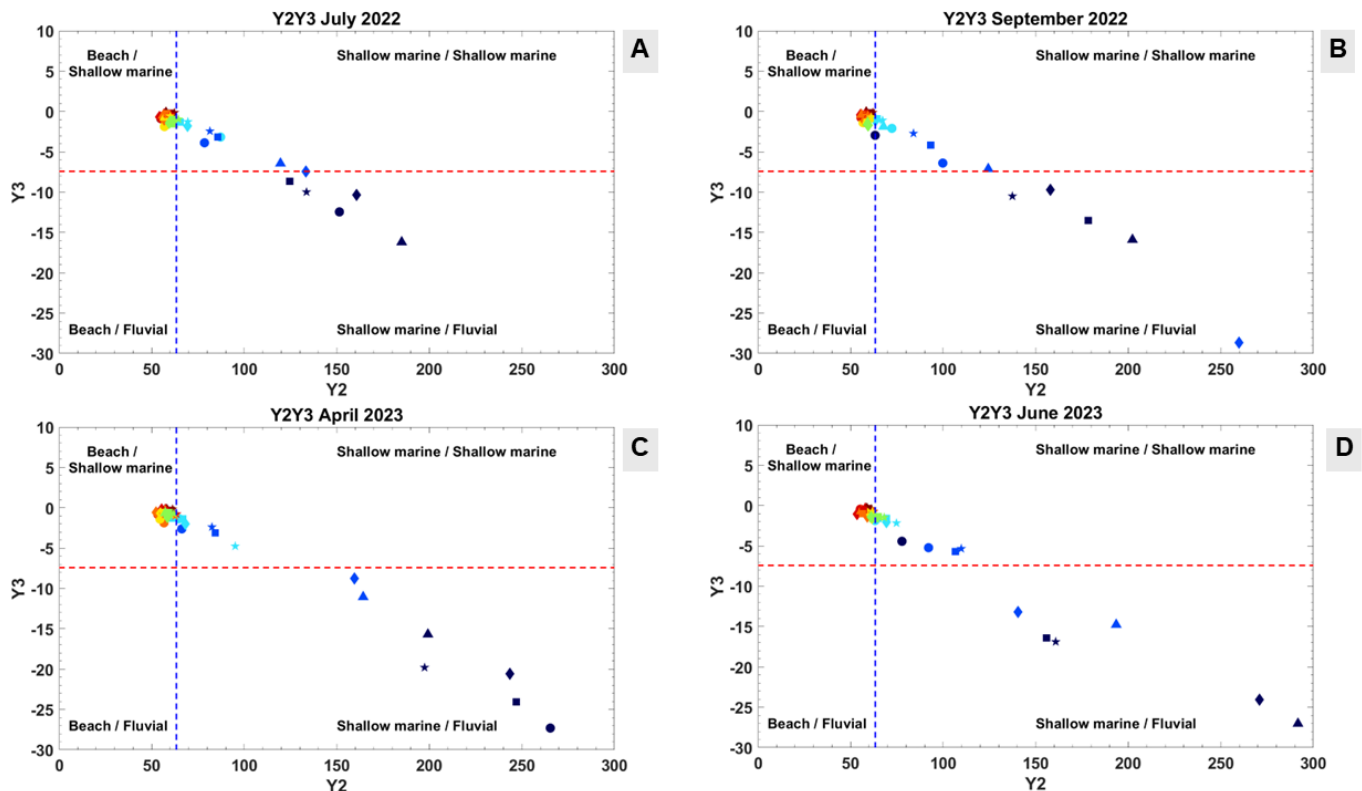 Y2Y3 July 2022
A
10
5
0
-5
-10
-15
-20
-25
-30
Y3
Beach /
Shallow marine
Shallow marine / Shallow marine
Beach / Fluvial
Shallow marine / Fluvial
0
50
100
150
200
250
300
Y2
Y2Y3 September 2022
B
10
5
0
-5
-10
-15
-20
-25
-30
Y3
Beach /
Shallow marine
Shallow marine / Shallow marine
Beach / Fluvial
Shallow marine / Fluvial
0
50
100
150
200
250
300
Y2
Y2Y3 April 2023
C
10
5
0
-5
-10
-15
-20
-25
-30
Y3
Beach /
Shallow marine
Shallow marine / Shallow marine
Beach / Fluvial
Shallow marine / Fluvial
0
50
100
150
200
250
300
Y2
Y2Y3 June 2023
D
10
5
0
-5
-10
-15
-20
-25
-30
Y3
Beach /
Shallow marine
Shallow marine / Shallow marine
Beach / Fluvial
Shallow marine / Fluvial
0
50
100
150
200
250
300
Y2